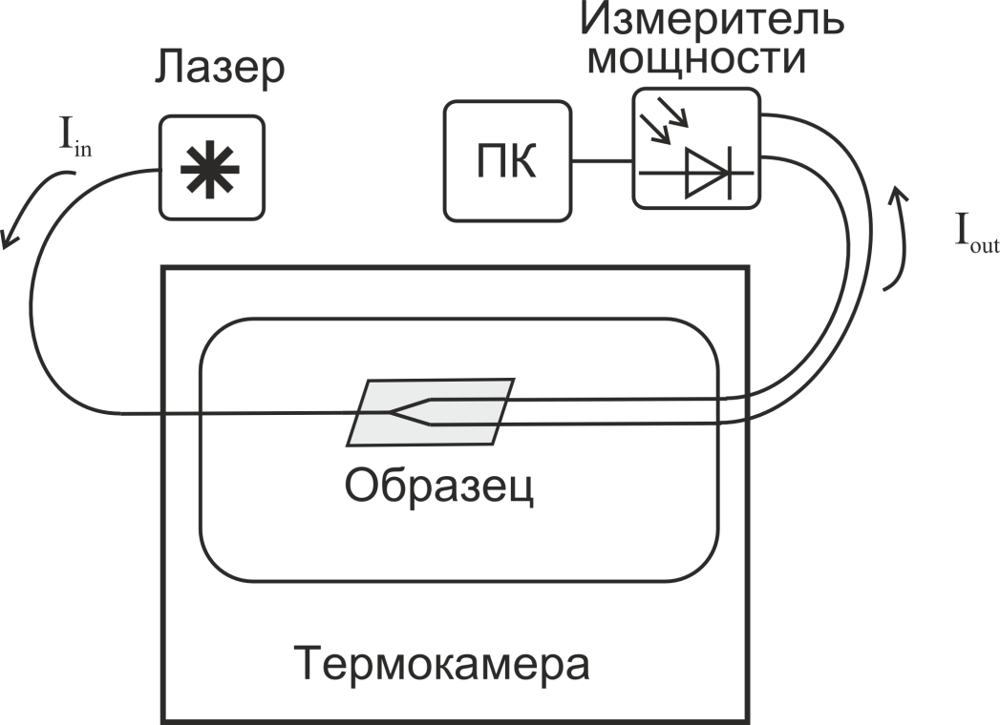 Измеритель
мощности
Лазер
I_in
ПК
I_out
Образец
Термокамера